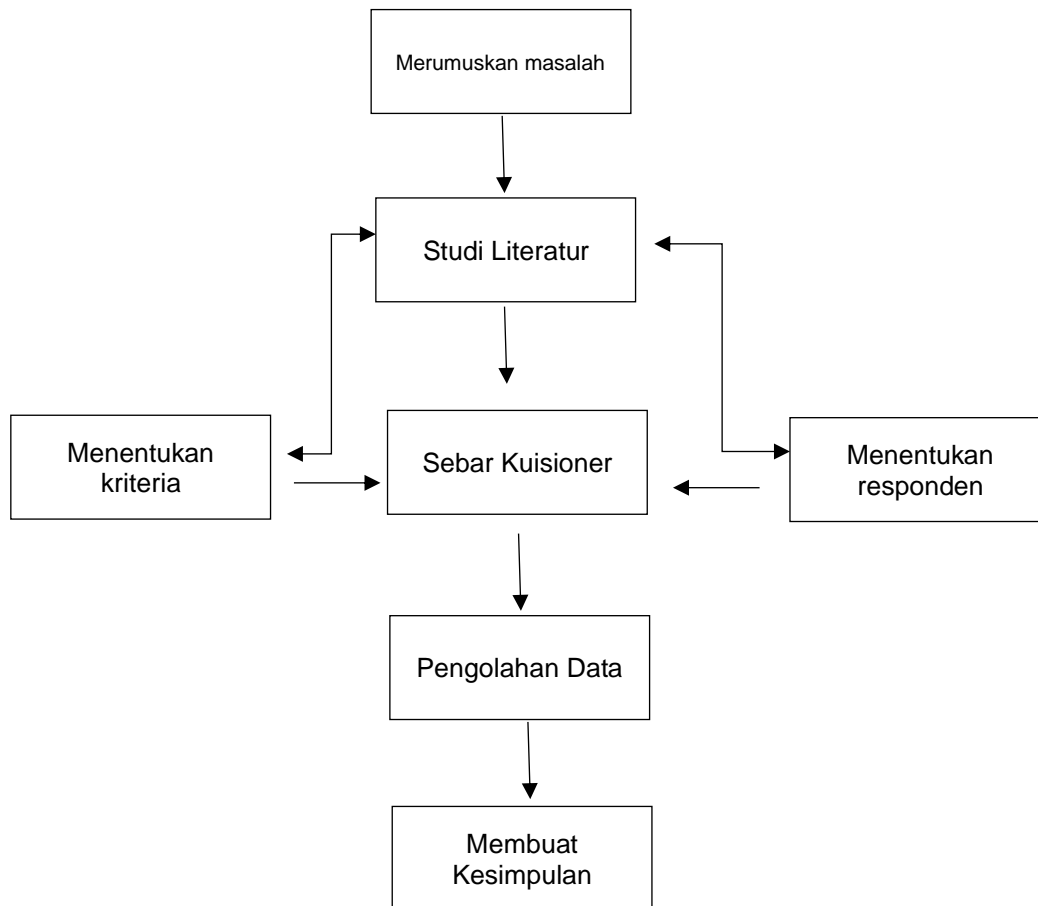 Merumuskan masalah
Studi Literatur
Menentukan
kriteria
Sebar Kuisioner
Menentukan
responden
Pengolahan Data
Membuat
Kesimpulan